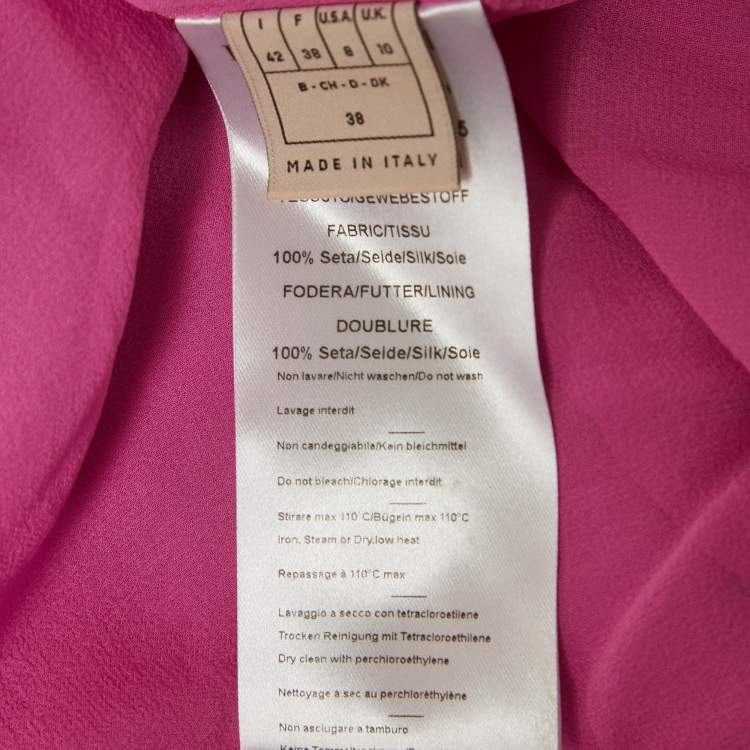 I F U.S.A. U.K.
42 38 8 10
B - CH - D - DK
38
MADE IN ITALY
5
TESSUTO/GEWEBESTOFF
FABRIC/TISSU
100% Seta/Seide/Silk/Soie
FODERA/FUTTER/LINING
DOUBLURE
100% Seta/Seide/Silk/Soie
Non lavare/Nicht waschen/Do not wash
Lavage interdit
Non candeggiabile/Kein bleichmittel
Do not bleach/Chlorage interdit
Stirare max 110°C/Bügeln max 110°C
Iron, Steam or Dry,low heat
Repassage à 110°C max
Lavaggio a secco con tetracloroetilene
Trocken Reinigung mit Tetracloroethilene
Dry clean with perchloroethylene
Nettoyage à sec au perchloréthylène
Non asciugare a tamburo